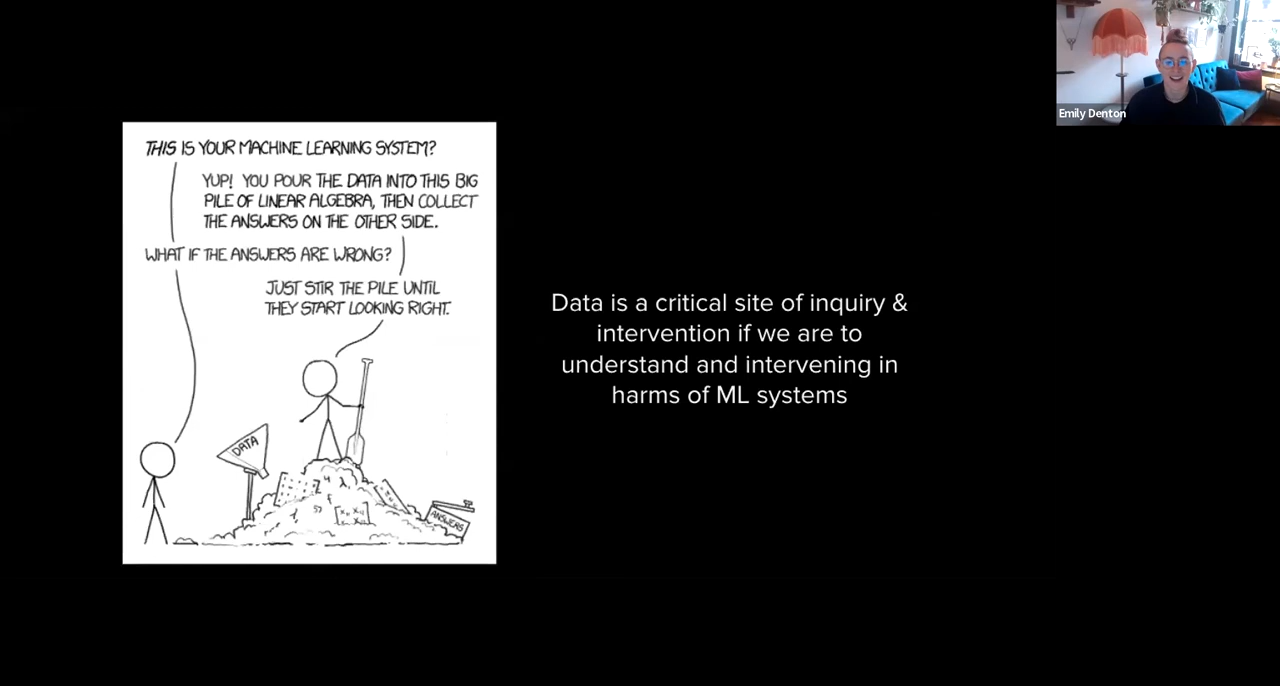 THIS IS YOUR MACHINE LEARNING SYSTEM?
YUP! YOU POUR THE DATA INTO THIS BIG
PILE OF LINEAR ALGEBRA, THEN COLLECT
THE ANSWERS ON THE OTHER SIDE.
WHAT IF THE ANSWERS ARE WRONG?
JUST STIR THE PILE UNTIL
THEY START LOOKING RIGHT.
DATA
ANSWERS
Data is a critical site of inquiry &
intervention if we are to
understand and intervening in
harms of ML systems
Emily Denton